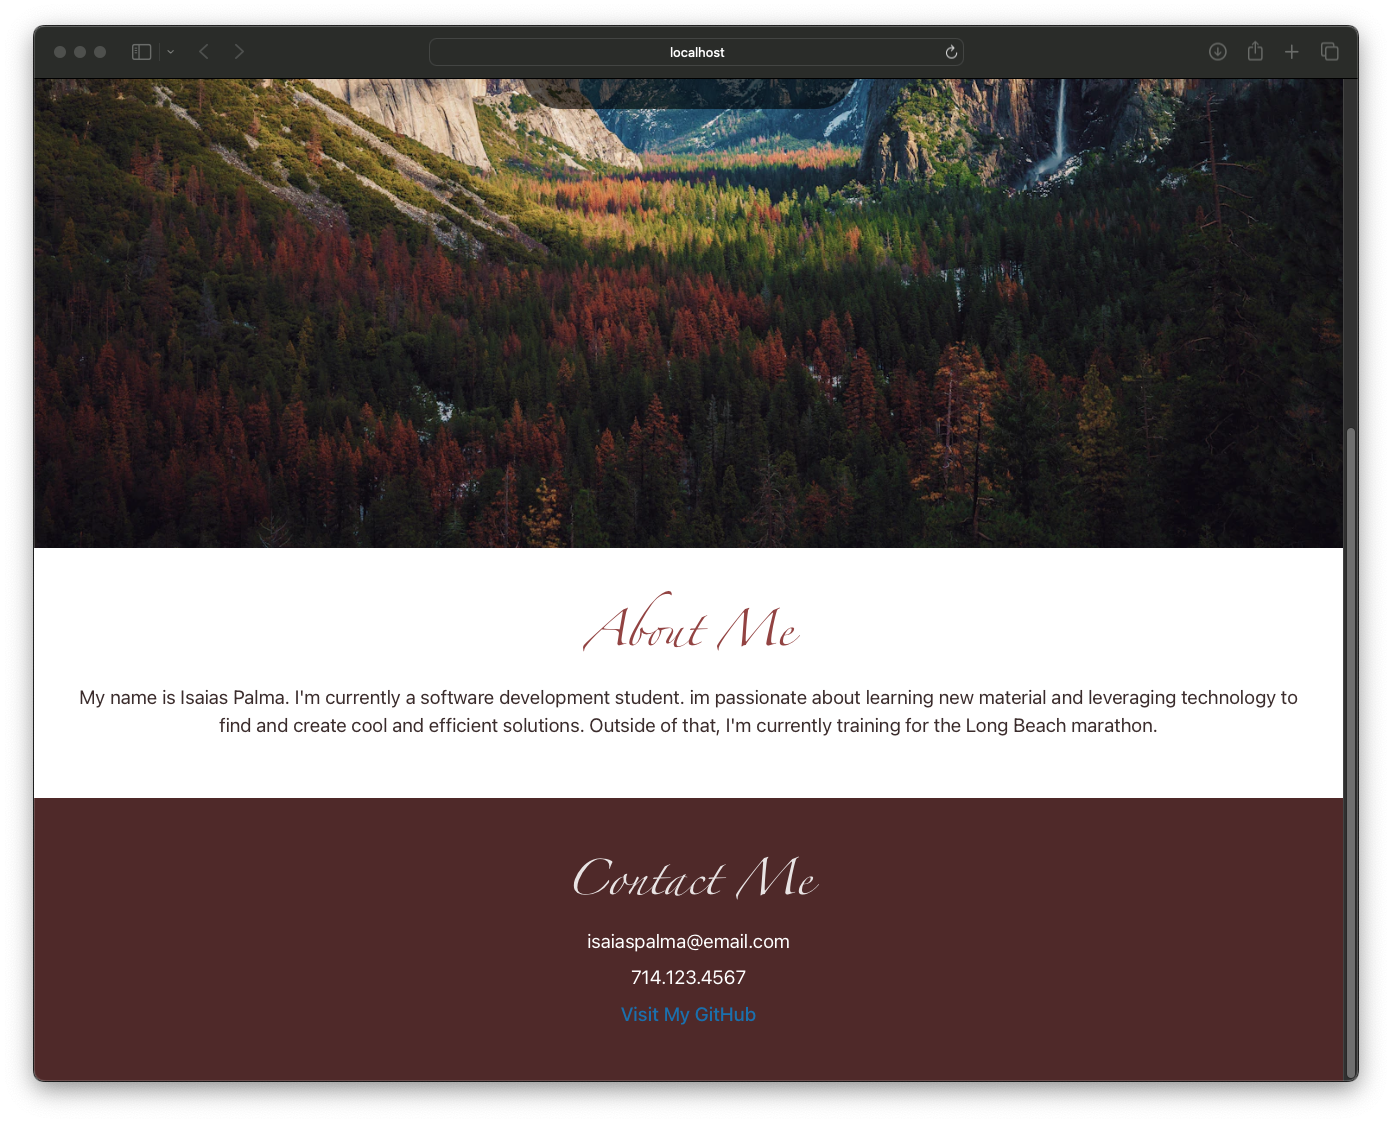 localhost
About Me
My name is Isaias Palma. I'm currently a software development student. im passionate about learning new material and leveraging technology to
find and create cool and efficient solutions. Outside of that, I'm currently training for the Long Beach marathon.
Contact Me
isaiaspalma@email.com
714.123.4567
Visit My GitHub